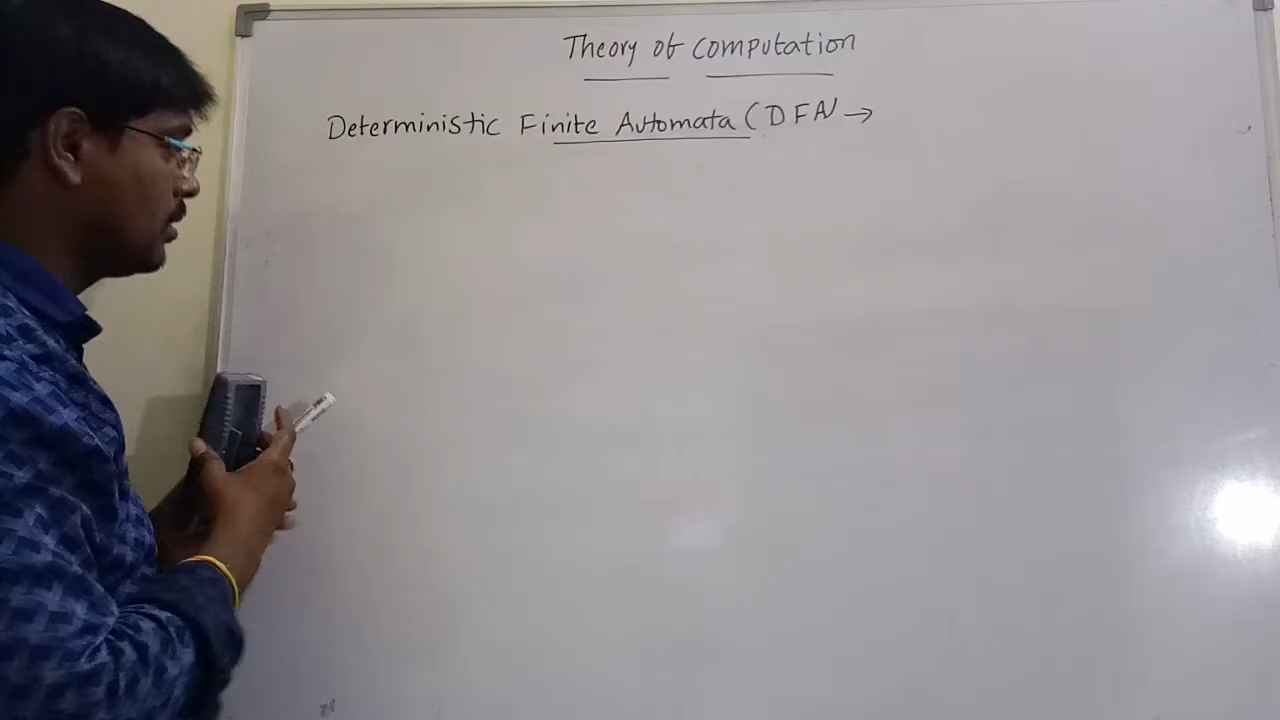 Theory of computation
Deterministic Finite Automata (DFA) →